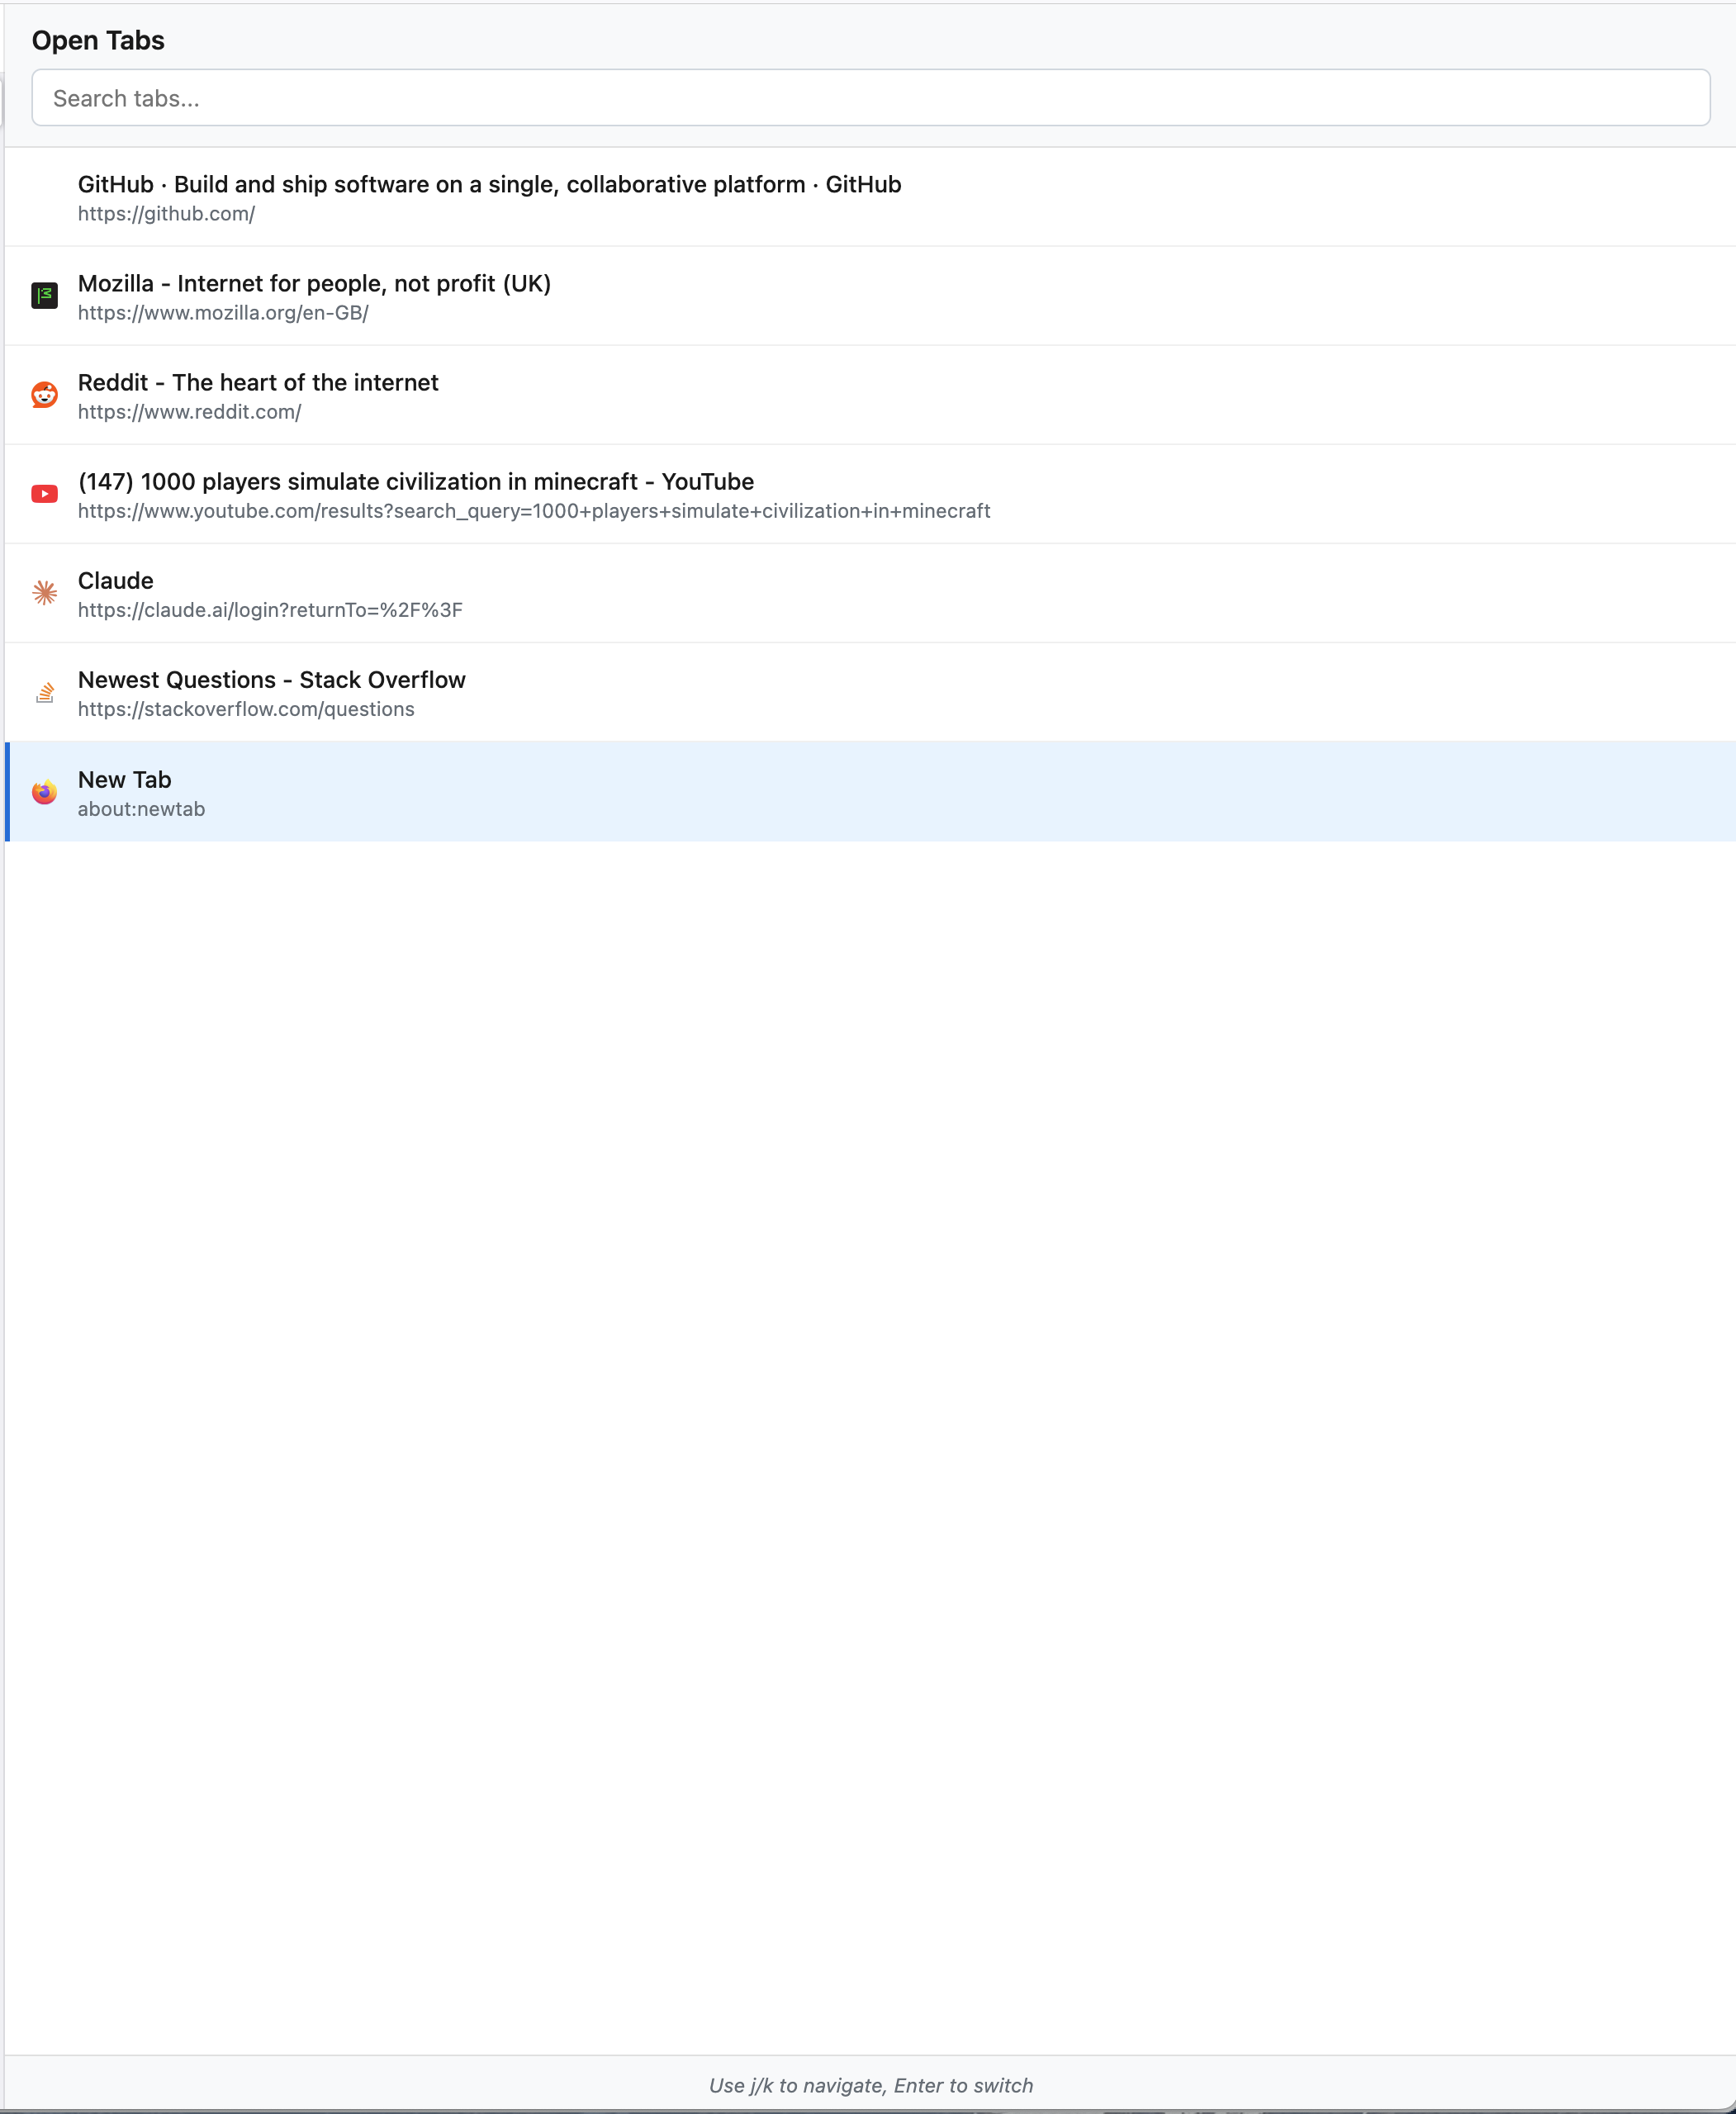 Open Tabs
Search tabs...
GitHub · Build and ship software on a single, collaborative platform · GitHub
https://github.com/
Mozilla - Internet for people, not profit (UK)
https://www.mozilla.org/en-GB/
Reddit - The heart of the internet
https://www.reddit.com/
(147) 1000 players simulate civilization in minecraft - YouTube
https://www.youtube.com/results?search_query=1000+players+simulate+civilization+in+minecraft
Claude
https://claude.ai/login?returnTo=%2F%3F
Newest Questions - Stack Overflow
https://stackoverflow.com/questions
New Tab
about:newtab
Use j/k to navigate, Enter to switch